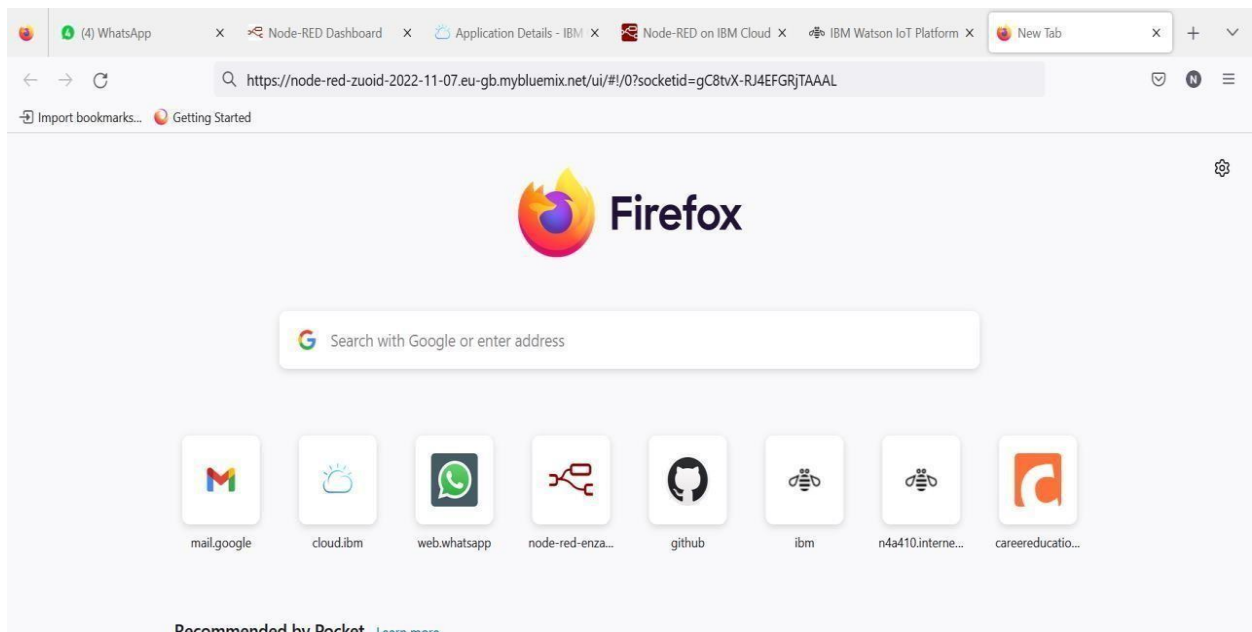 (4) WhatsApp
Node-RED Dashboard
Application Details - IBM
Node-RED on IBM Cloud
IBM Watson IoT Platform
New Tab
https://node-red-zuoid-2022-11-07.eu-gb.mybluemix.net/ui/#!/0?socketid=gC8tvX-RJ4EFGRjTAAAL
N
Import bookmarks...
Getting Started
Firefox
Search with Google or enter address
mail.google
cloud.ibm
web.whatsapp
node-red-enza...
github
ibm
n4a410.interne...
careereducatio...
Recommended by Pocket Learn more